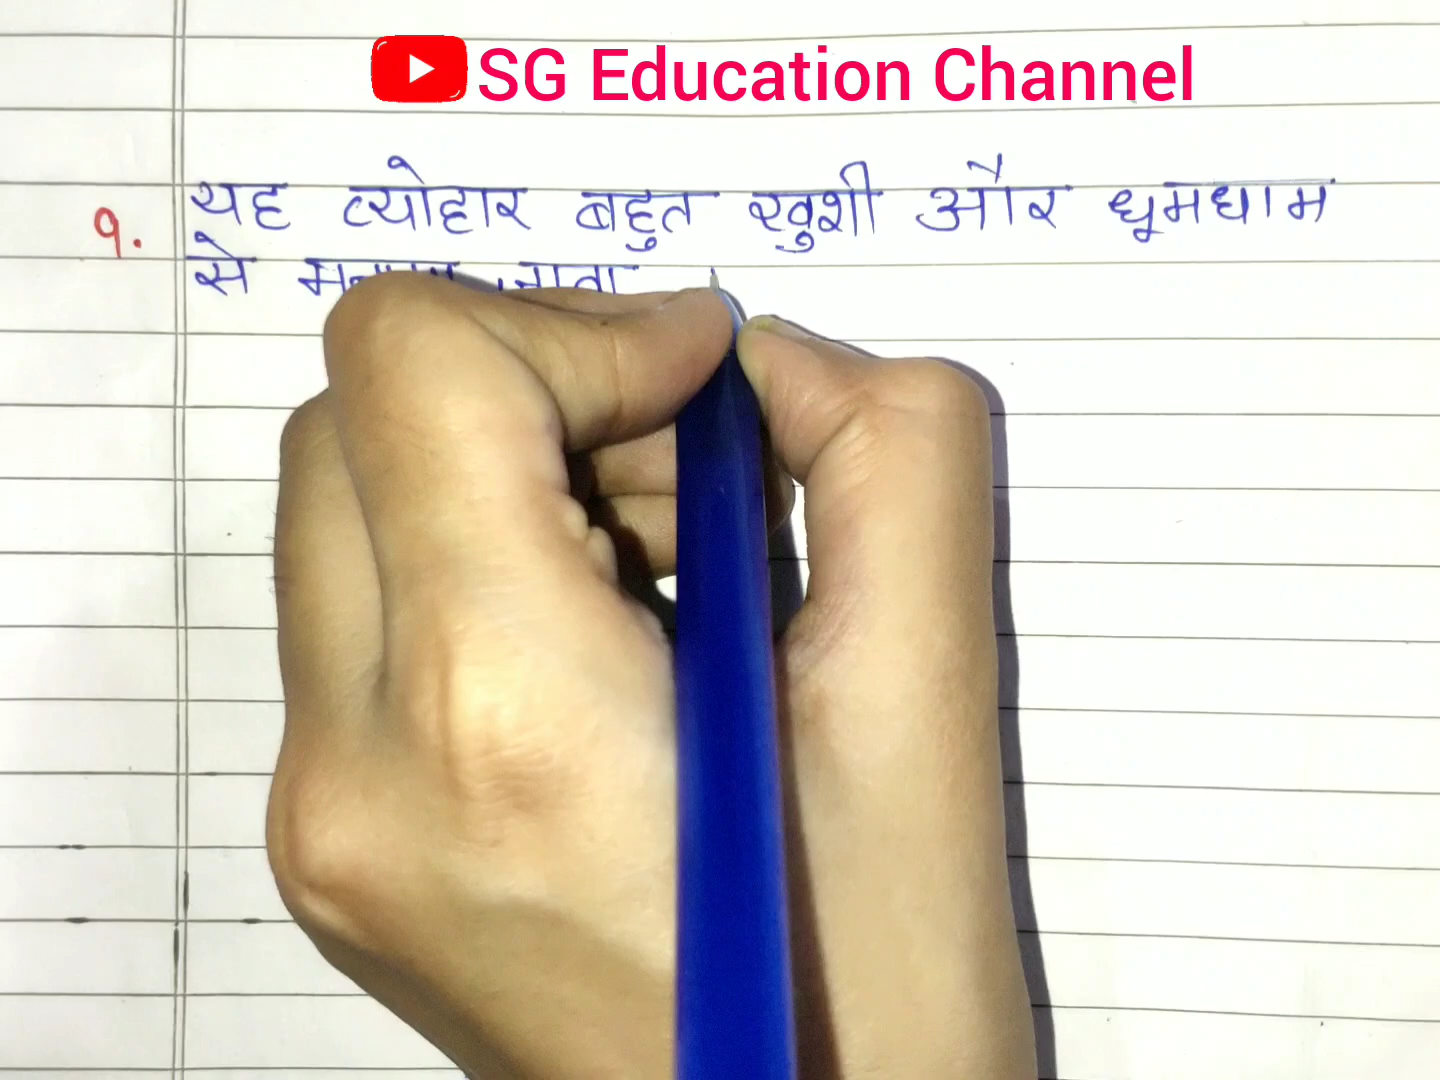 SG Education Channel
१. यह त्योहार बहुत खुशी और धूमधाम
से